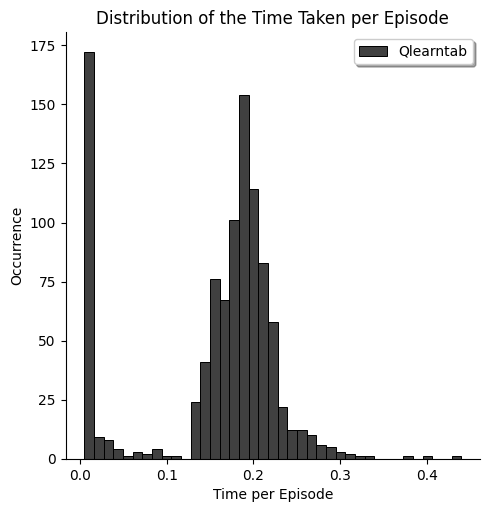 Distribution of the Time Taken per Episode
Qlearntab
175
150
125
100
75
50
25
0
Occurrence
0.0 0.1 0.2 0.3 0.4
Time per Episode